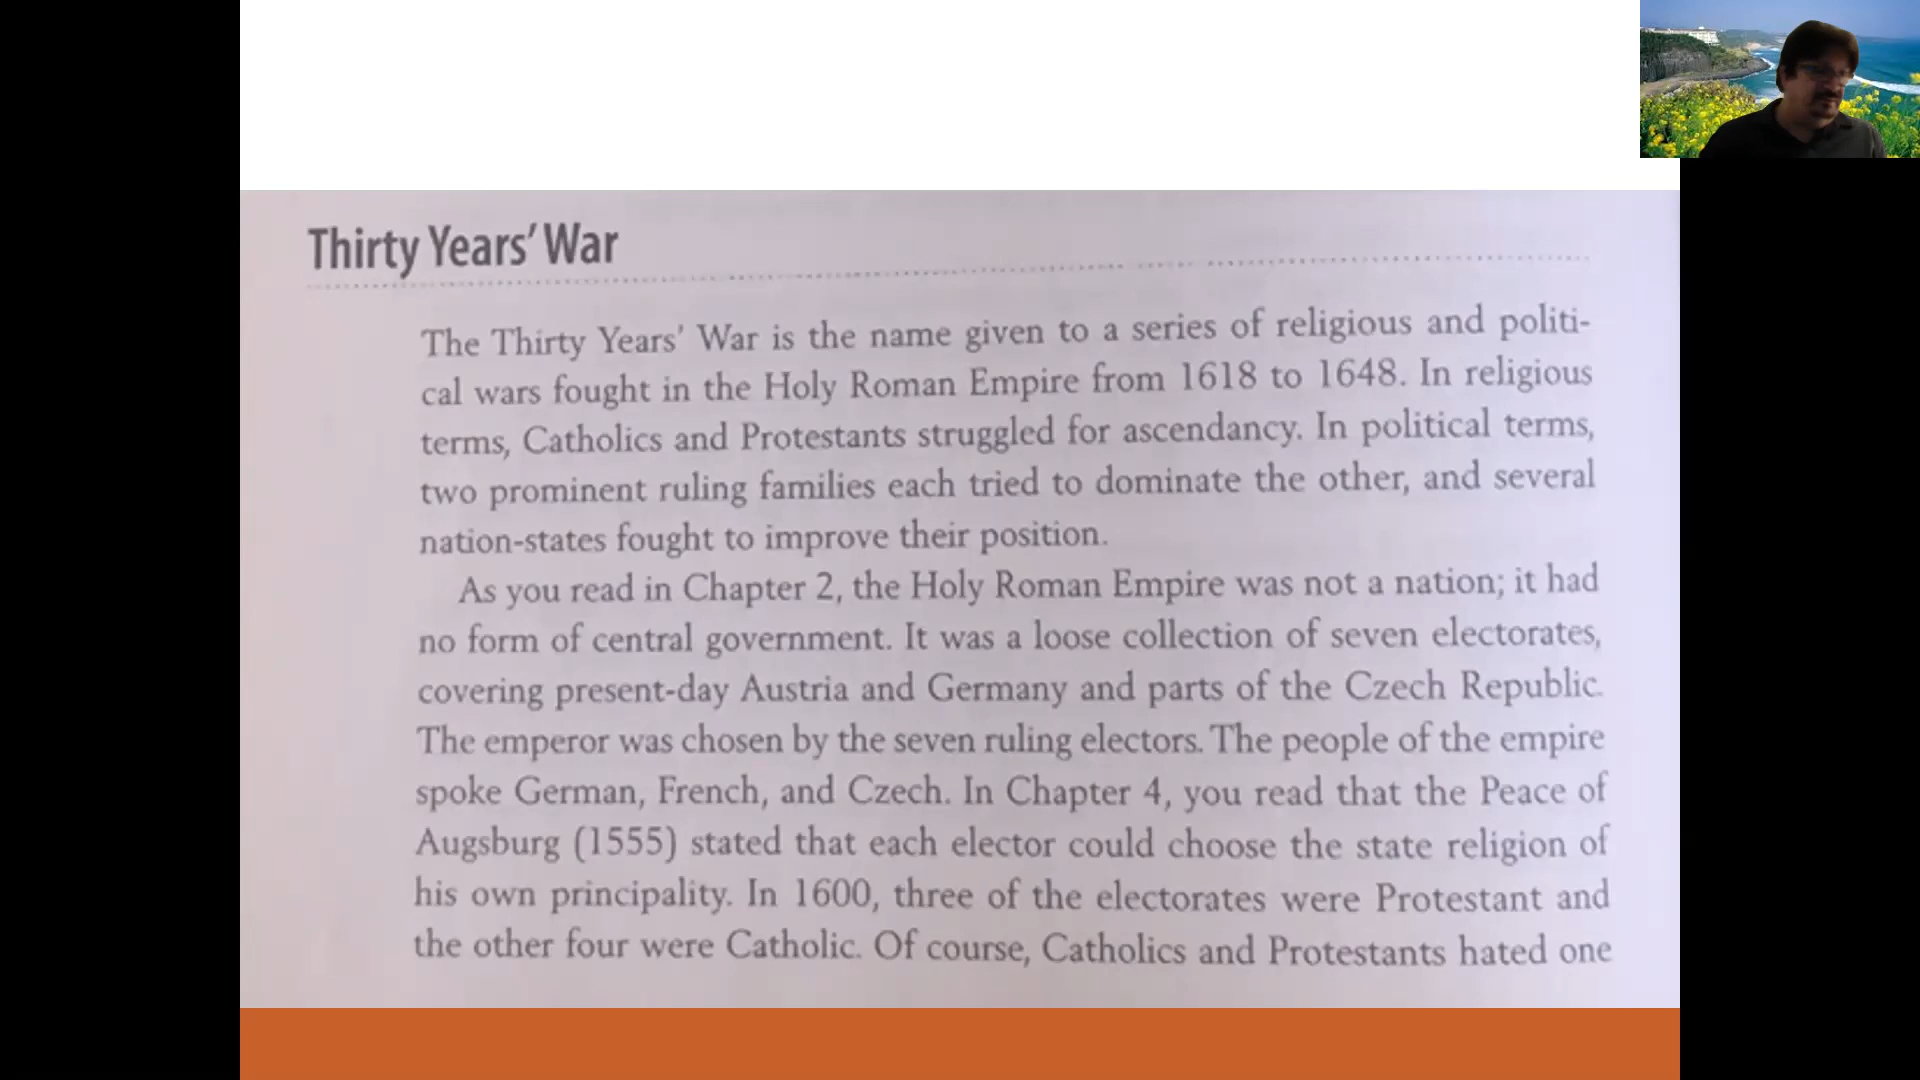 Thirty Years' War
The Thirty Years' War is the name given to a series of religious and politi-
cal wars fought in the Holy Roman Empire from 1618 to 1648. In religious
terms, Catholics and Protestants struggled for ascendancy. In political terms,
two prominent ruling families each tried to dominate the other, and several
nation-states fought to improve their position.
As you read in Chapter 2, the Holy Roman Empire was not a nation; it had
no form of central government. It was a loose collection of seven electorates,
covering present-day Austria and Germany and parts of the Czech Republic.
The emperor was chosen by the seven ruling electors. The people of the empire
spoke German, French, and Czech. In Chapter 4, you read that the Peace of
Augsburg (1555) stated that each elector could choose the state religion of
his own principality. In 1600, three of the electorates were Protestant and
the other four were Catholic. Of course, Catholics and Protestants hated one